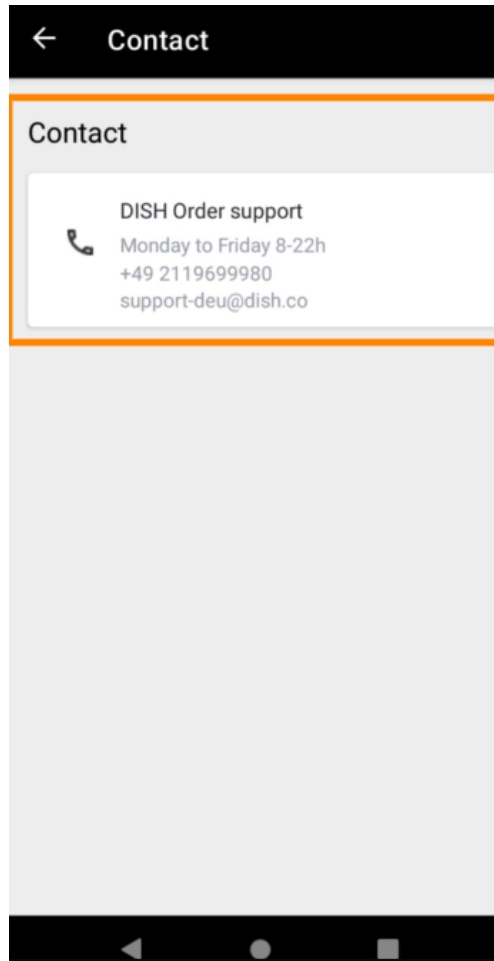 Contact
Contact
DISH Order support
Monday to Friday 8-22h
+49 2119699980
support-deu@dish.co